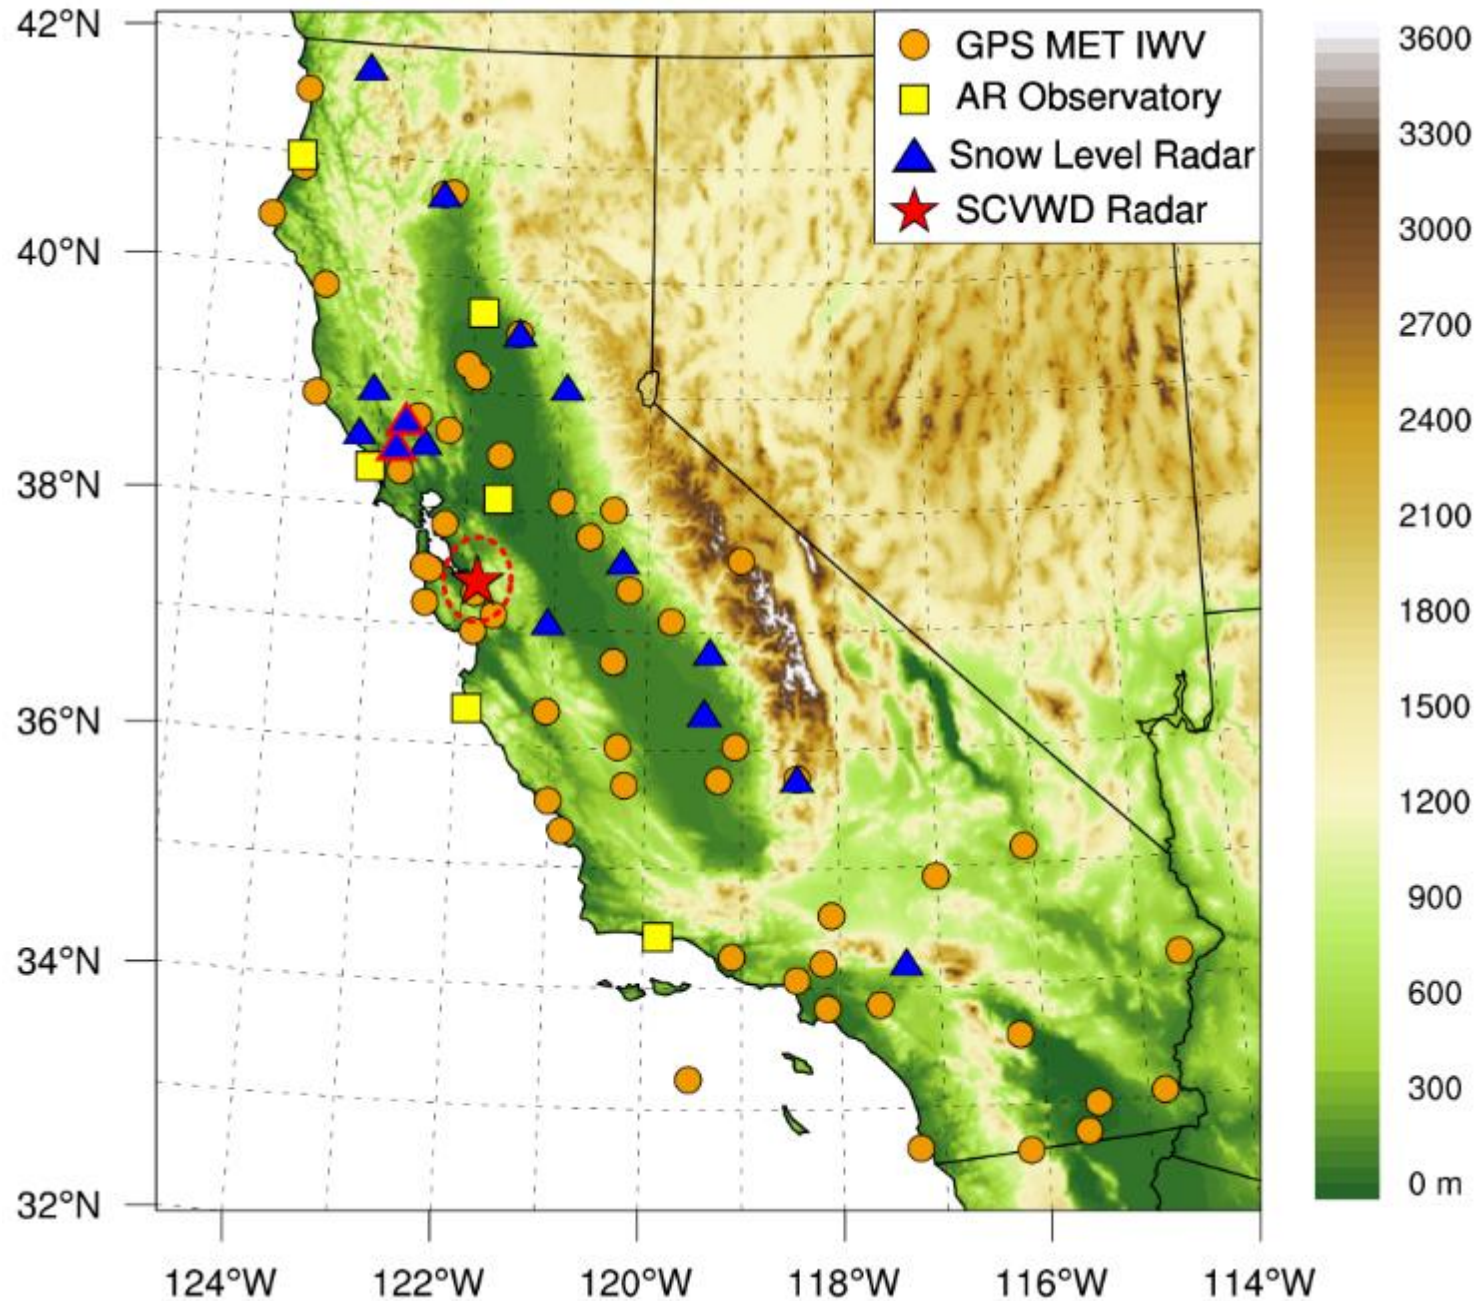 42°N
40°N
38°N
36°N
34°N
32°N
124°W
122°W
120°W
118°W
116°W
114°W
GPS MET IWV
AR Observatory
Snow Level Radar
SCVWD Radar
3600
3300
3000
2700
2400
2100
1800
1500
1200
900
600
300
0 m